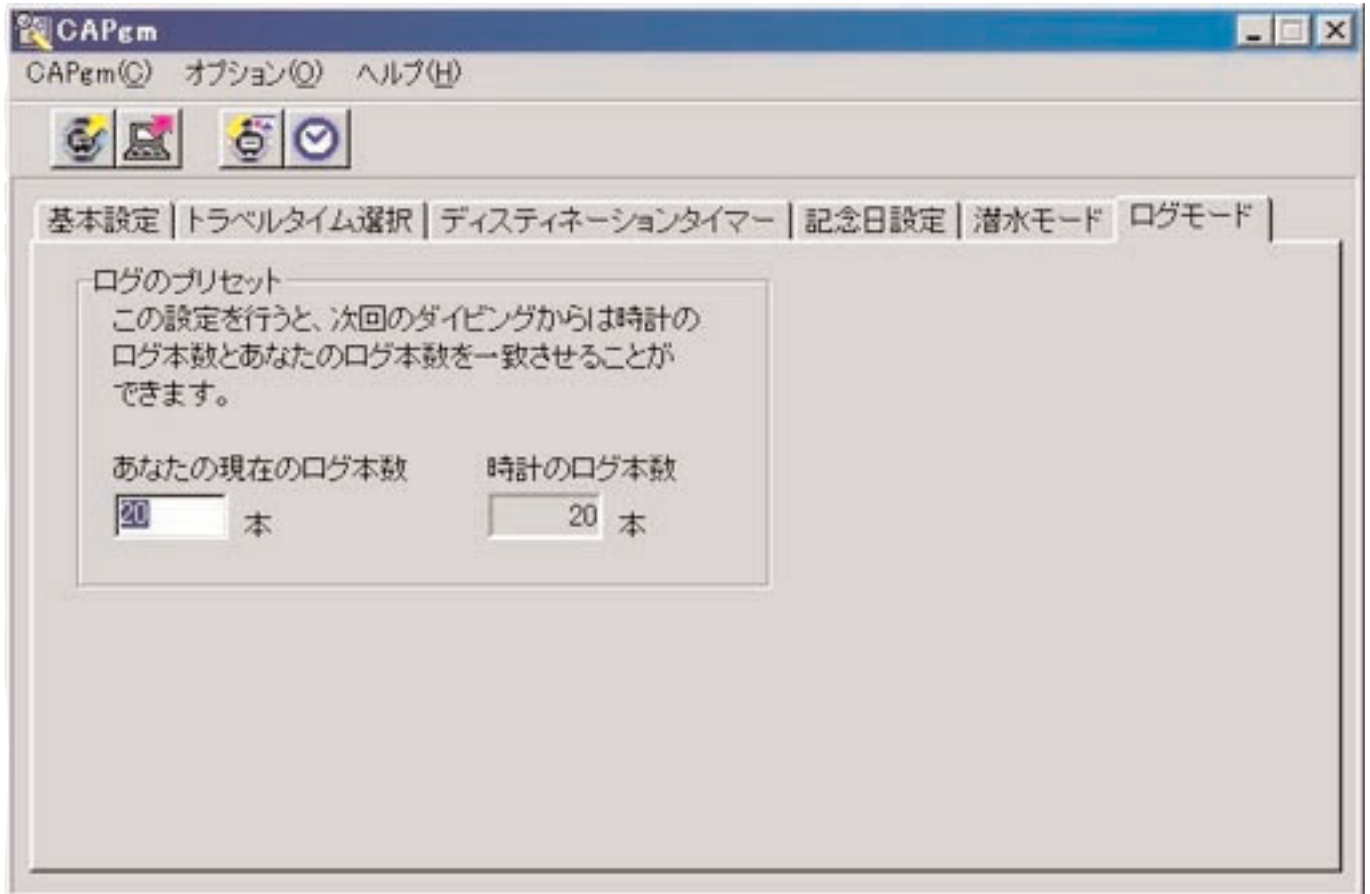 CAPgm
CAPgm(C) オプション(O) ヘルプ(H)
基本設定 トラベルタイム選択 ディスティネーションタイマー 記念日設定 潜水モード ログモード
ログのプリセット
この設定を行うと、次回のダイビングからは時計の
ログ本数とあなたのログ本数を一致させることが
できます。
あなたの現在のログ本数 時計のログ本数
20 本 20 本